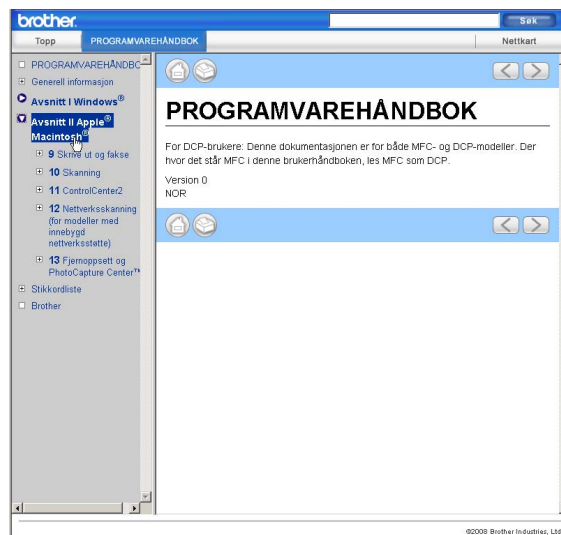 brother.
Søk
Topp
PROGRAMVAREHÅNDBOK
Nettkart
PROGRAMVAREHÅNDBC
Generell informasjon
Avsnitt I Windows®
Avsnitt II Apple®
Macintosh®
9 Skrive ut og fakse
10 Skanning
11 ControlCenter2
12 Nettverksskanning
(for modeller med
innebygd
nettverksstøtte)
13 Fjernoppsett og
PhotoCapture Center™
Stikkordliste
Brother
PROGRAMVAREHÅNDBOK
For DCP-brukere: Denne dokumentasjonen er for både MFC- og DCP-modeller. Der
hvor det står MFC i denne brukerhåndboken, les MFC som DCP.
Version 0
NOR
©2008 Brother Industries, Ltd